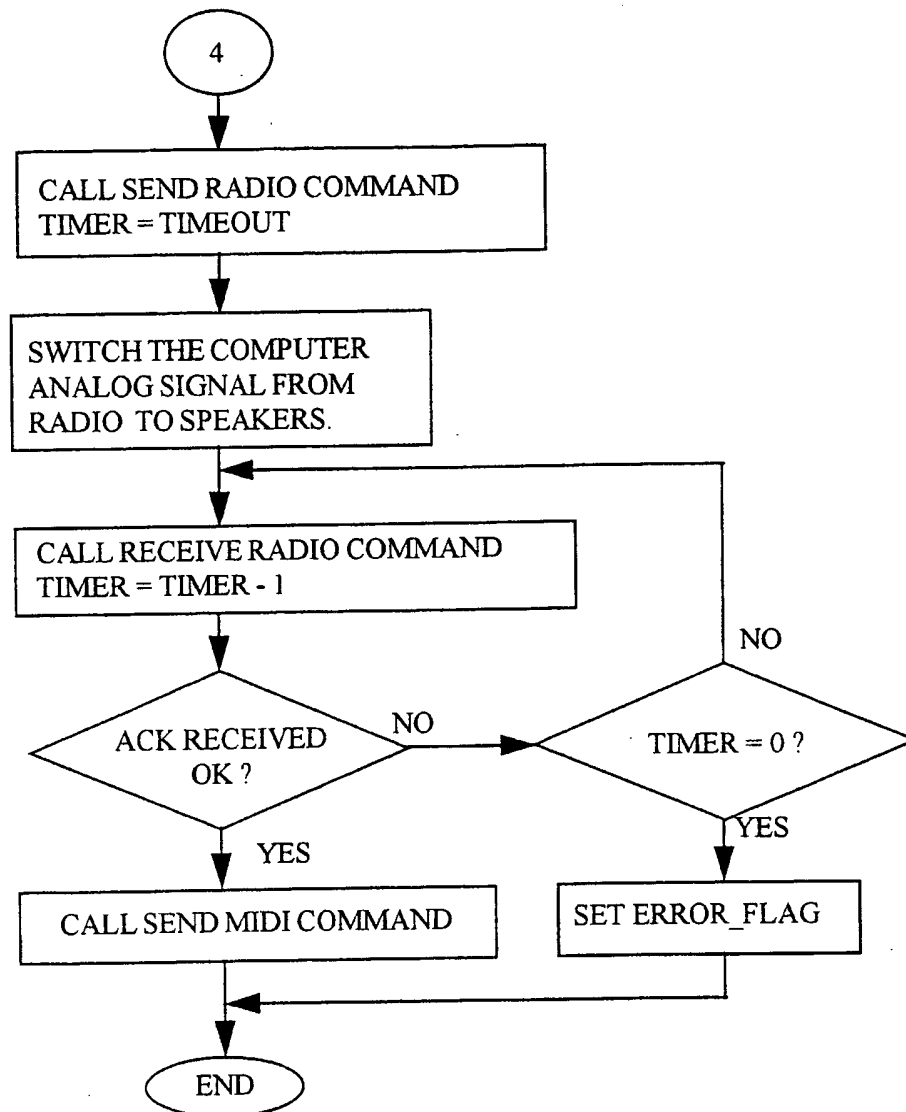 4
CALL SEND RADIO COMMAND
TIMER = TIMEOUT
SWITCH THE COMPUTER
ANALOG SIGNAL FROM
RADIO TO SPEAKERS.
CALL RECEIVE RADIO COMMAND
TIMER = TIMER - 1
NO
ACK RECEIVED
OK ?
NO
TIMER = 0 ?
YES
YES
CALL SEND MIDI COMMAND
SET ERROR_FLAG
END